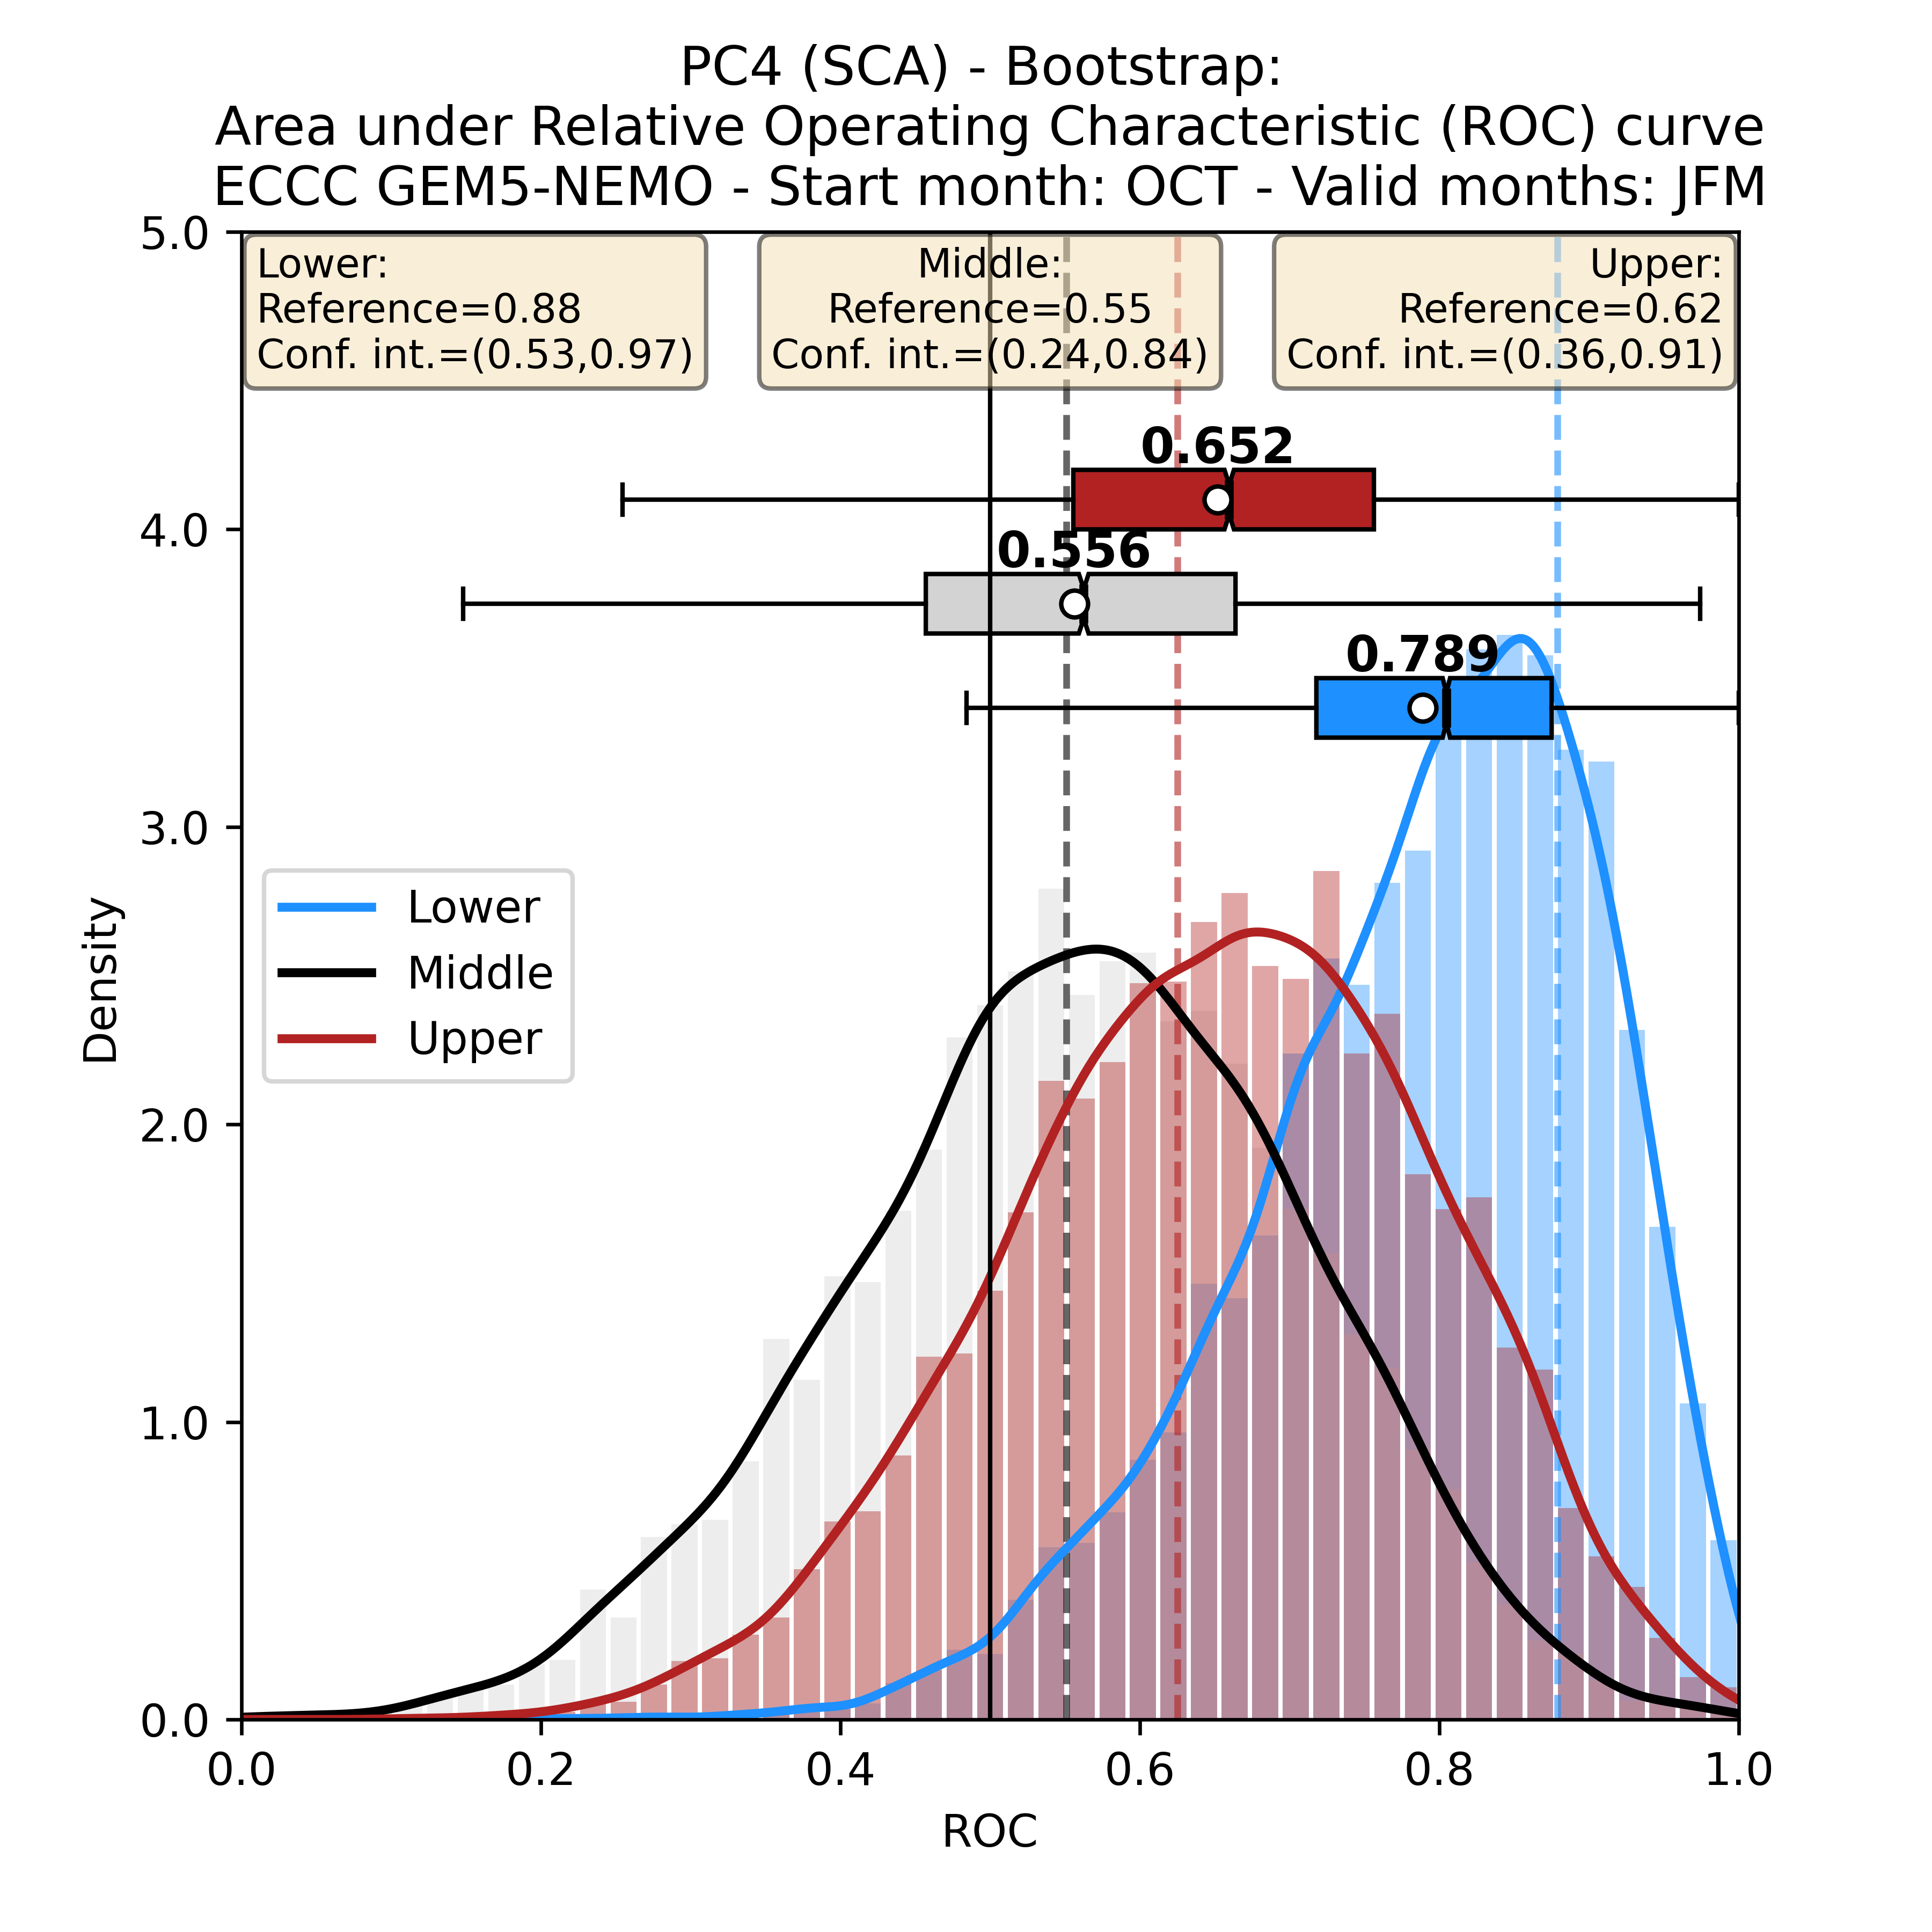 PC4 (SCA) - Bootstrap:
Area under Relative Operating Characteristic (ROC) curve
ECCC GEM5-NEMO - Start month: OCT - Valid months: JFM
Lower:
Reference=0.88
Conf. int.=(0.53,0.97)
Middle:
Reference=0.55
Conf. int.=(0.24,0.84)
Upper:
Reference=0.62
Conf. int.=(0.36,0.91)
0.652
0.556
0.789
Lower
Middle
Upper
Density
5.0
4.0
3.0
2.0
1.0
0.0
0.0 0.2 0.4 0.6 0.8 1.0
ROC